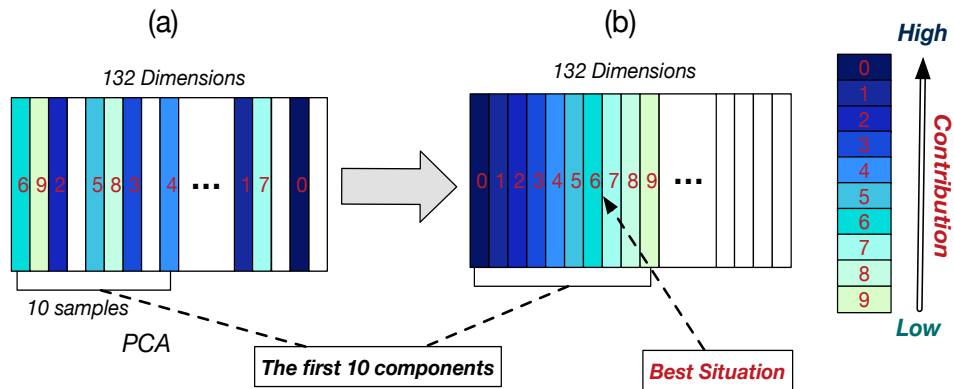 (a)
132 Dimensions
6 9 2 5 8 3 4 ... 1 7 0
10 samples
PCA
(b)
132 Dimensions
0 1 2 3 4 5 6 7 8 9 ...
The first 10 components
Best Situation
High
0
1
2
3
4
5
6
7
8
9
Low
Contribution